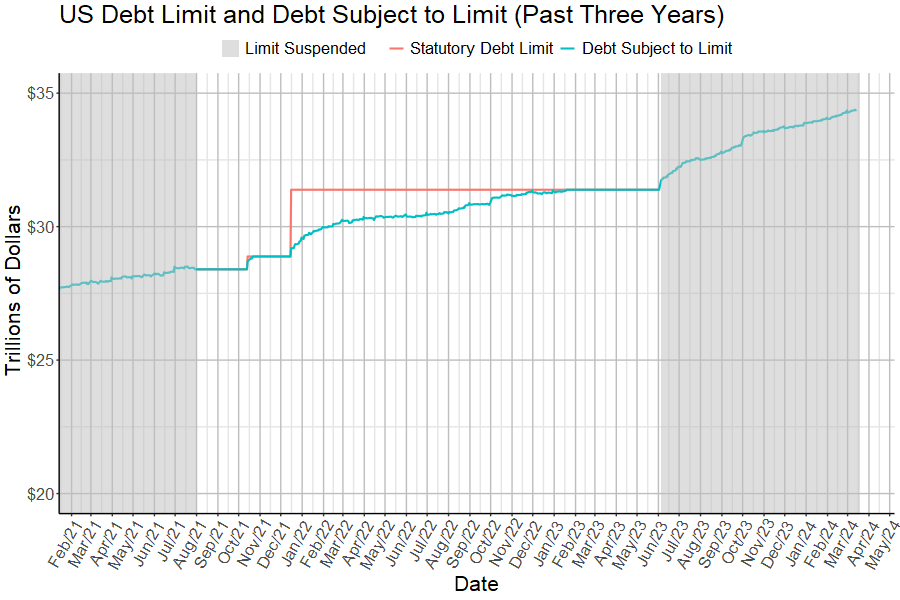 US Debt Limit and Debt Subject to Limit (Past Three Years)
Limit Suspended Statutory Debt Limit Debt Subject to Limit
Trillions of Dollars
$35
$30
$25
$20
Feb/21 Mar/21 Apr/21 May/21 Jun/21 Jul/21 Aug/21 Sep/21 Oct/21 Nov/21 Dec/21 Jan/22 Feb/22 Mar/22 Apr/22 May/22 Jun/22 Jul/22 Aug/22 Sep/22 Oct/22 Nov/22 Dec/22 Jan/23 Feb/23 Mar/23 Apr/23 May/23 Jun/23 Jul/23 Aug/23 Sep/23 Oct/23 Nov/23 Dec/23 Jan/24 Feb/24 Mar/24 Apr/24 May/24
Date